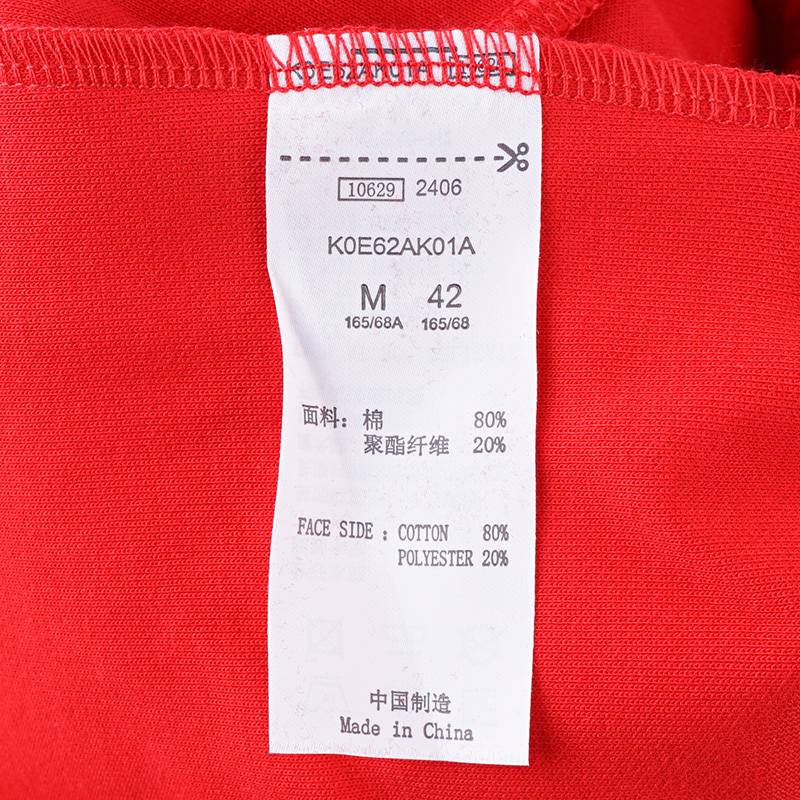 10629 2406
K0E62AK01A
M 42
165/68A 165/68
面料: 棉 80%
聚酯纤维 20%
FACE SIDE : COTTON 80%
POLYESTER 20%
中国制造
Made in China